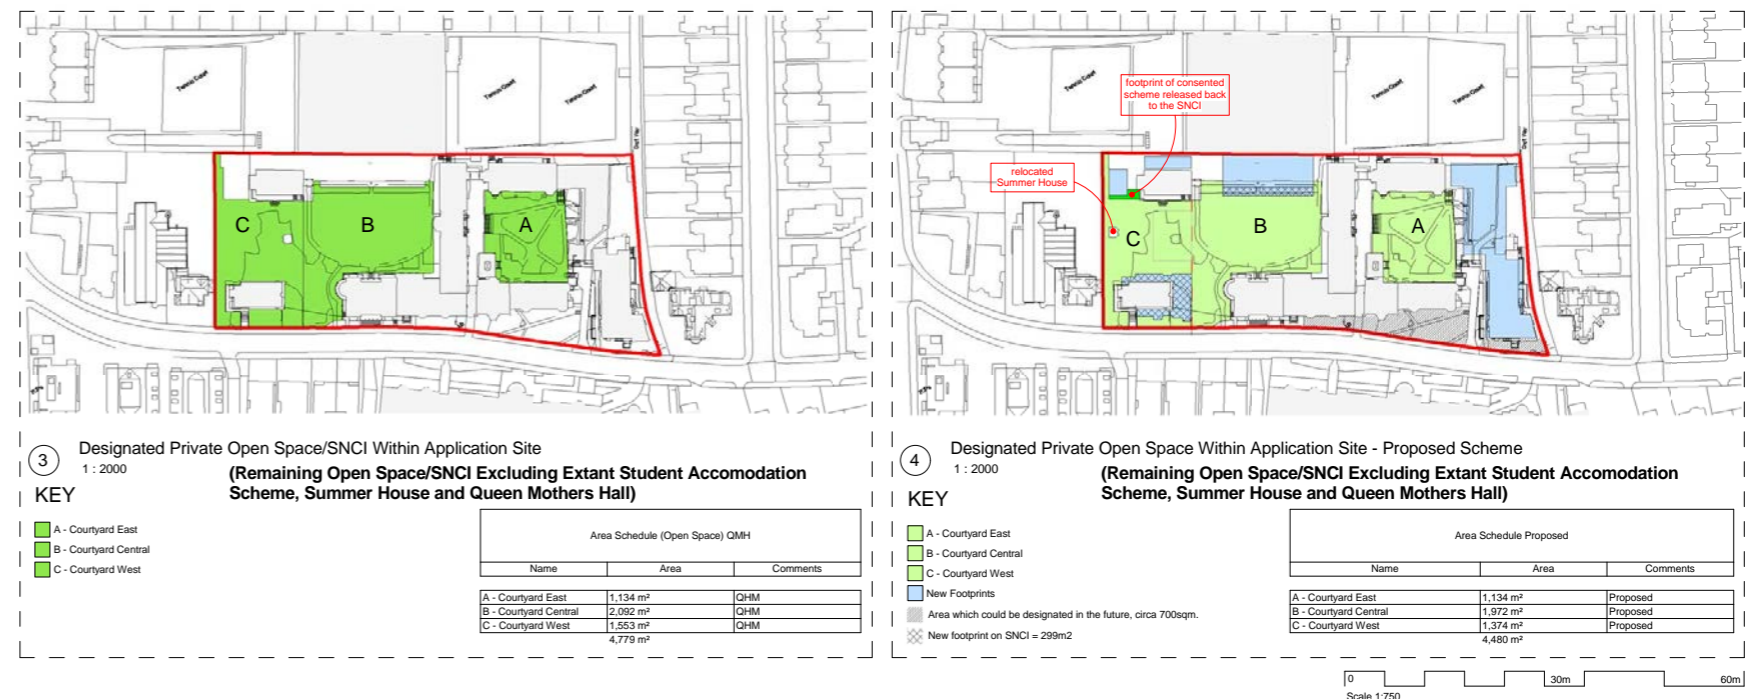 Tennis Court
Tennis Court
Tennis Court
C
B
A
3
Designated Private Open Space/SNCI Within Application Site
1 : 2000
(Remaining Open Space/SNCI Excluding Extant Student Accomodation
Scheme, Summer House and Queen Mothers Hall)
KEY
A - Courtyard East
B - Courtyard Central
C - Courtyard West
Area Schedule (Open Space) QMH
Name Area Comments
A - Courtyard East 1,134 m² QHM
B - Courtyard Central 2,092 m² QHM
C - Courtyard West 1,553 m² QHM
4,779 m²
footprint of consented
scheme released back
to the SNCI
relocated
Summer House
Tennis Court
Tennis Court
C
B
A
4
Designated Private Open Space Within Application Site - Proposed Scheme
1 : 2000
(Remaining Open Space/SNCI Excluding Extant Student Accomodation
Scheme, Summer House and Queen Mothers Hall)
KEY
A - Courtyard East
B - Courtyard Central
C - Courtyard West
New Footprints
Area which could be designated in the future, circa 700sqm.
New footprint on SNCI = 299m2
Area Schedule Proposed
Name Area Comments
A - Courtyard East 1,134 m² Proposed
B - Courtyard Central 1,972 m² Proposed
C - Courtyard West 1,374 m² Proposed
4,480 m²
0 30m 60m
Scale 1:750